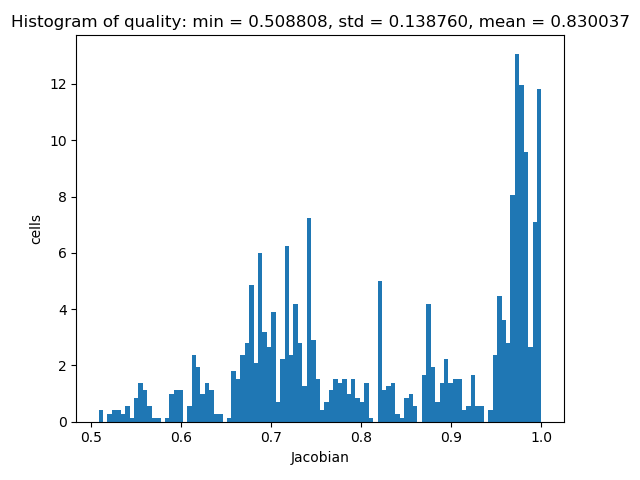 Histogram of quality: min = 0.508808, std = 0.138760, mean = 0.830037
12
10
8
6
4
2
0
cells
0.5 0.6 0.7 0.8 0.9 1.0
Jacobian